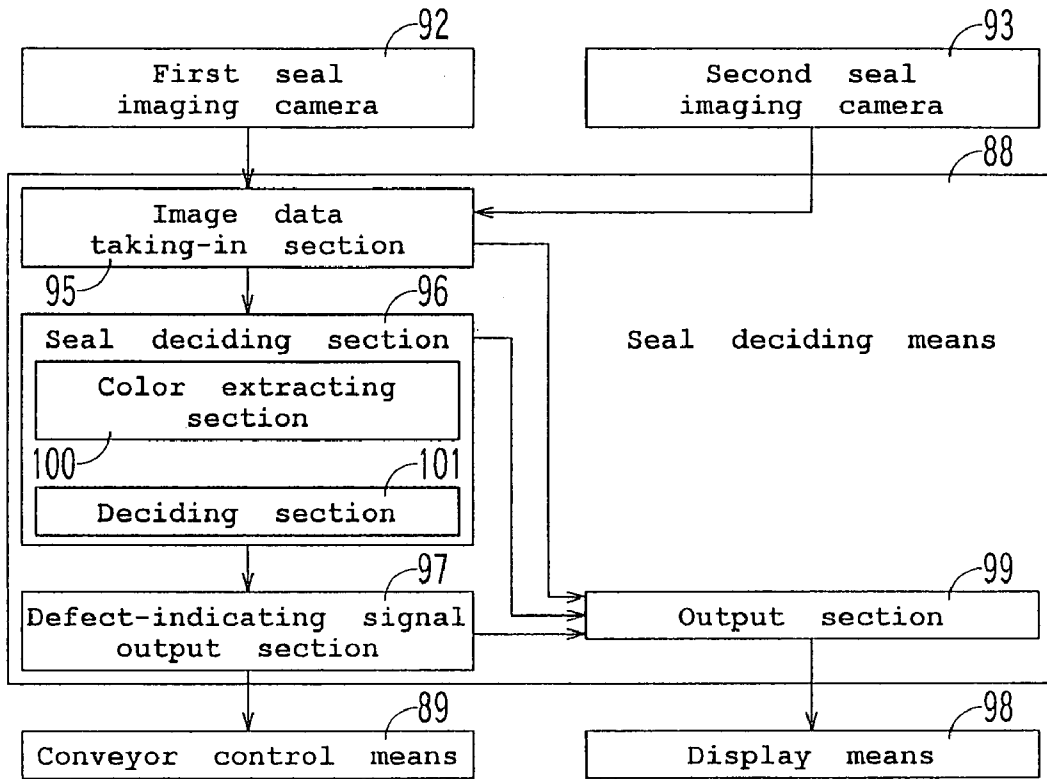 92
First seal
imaging camera
93
Second seal
imaging camera
88
Image data
taking-in section
95
96
Seal deciding section
Seal deciding means
Color extracting
section
100
101
Deciding section
97
Defect-indicating signal
output section
99
Output section
89
Conveyor control means
98
Display means